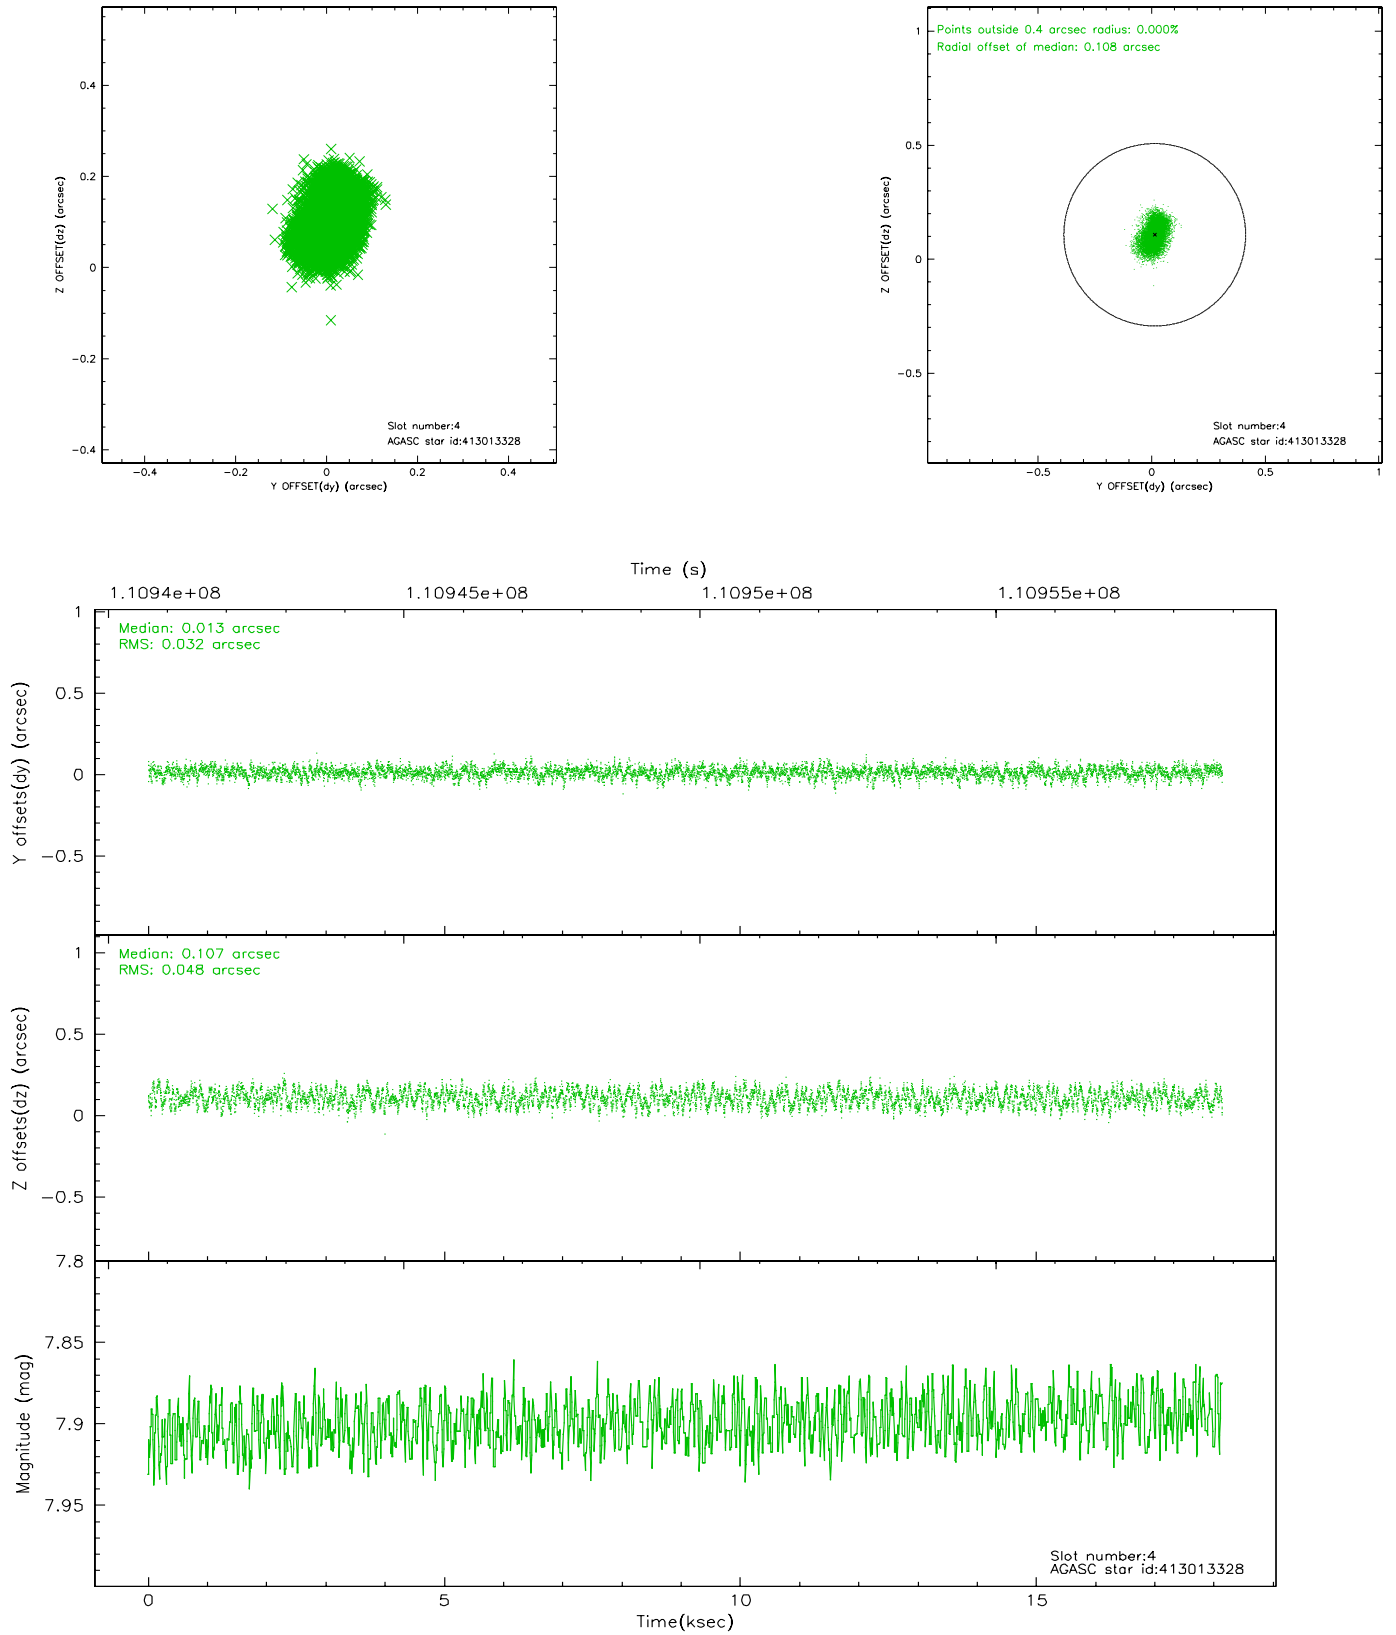 0.4
0.2
0
−0.2
−0.4
Z OFFSET(dz) (arcsec)
Slot number:4
AGASC star id:413013328
−0.4 −0.2 0 0.2 0.4
Y OFFSET(dy) (arcsec)
Points outside 0.4 arcsec radius: 0.000%
Radial offset of median: 0.108 arcsec
1
0.5
0
−0.5
Z OFFSET(dz) (arcsec)
Slot number:4
AGASC star id:413013328
−0.5 0 0.5 1
Y OFFSET(dy) (arcsec)
Time (s)
1.1094e+08 1.10945e+08 1.1095e+08 1.10955e+08
Median: 0.013 arcsec
RMS: 0.032 arcsec
1
0.5
0
−0.5
Y offsets(dy) (arcsec)
Median: 0.107 arcsec
RMS: 0.048 arcsec
1
0.5
0
−0.5
Z offsets(dz) (arcsec)
7.8
7.85
7.9
7.95
Magnitude (mag)
Slot number:4
AGASC star id:413013328
0 5 10 15
Time(ksec)